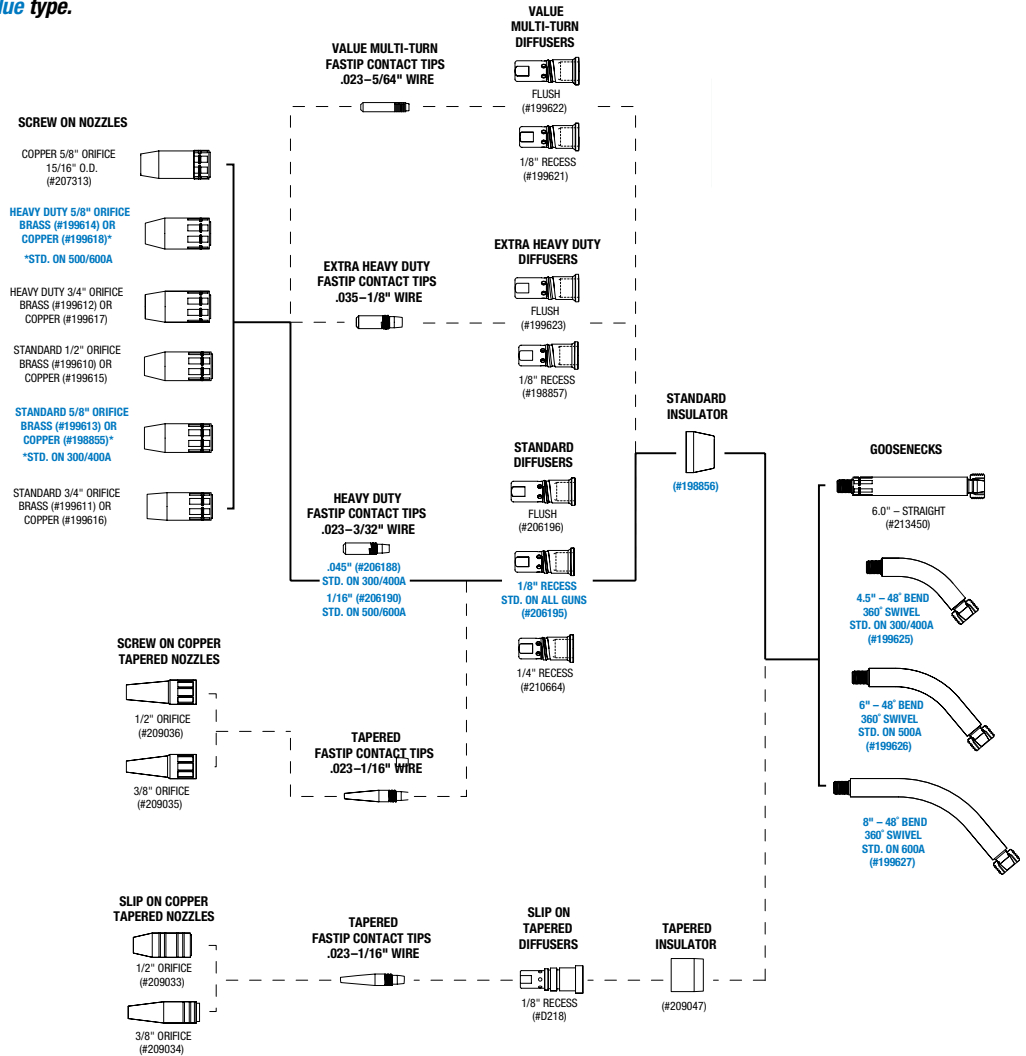 lue type.
VALUE
MULTI-TURN
DIFFUSERS
VALUE MULTI-TURN
FASTIP CONTACT TIPS
.023–5/64" WIRE
FLUSH
(#199622)
1/8" RECESS
(#199621)
SCREW ON NOZZLES
COPPER 5/8" ORIFICE
15/16" O.D.
(#207313)
HEAVY DUTY 5/8" ORIFICE
BRASS (#199614) OR
COPPER (#199618)*
*STD. ON 500/600A
HEAVY DUTY 3/4" ORIFICE
BRASS (#199612) OR
COPPER (#199617)
STANDARD 1/2" ORIFICE
BRASS (#199610) OR
COPPER (#199615)
STANDARD 5/8" ORIFICE
BRASS (#199613) OR
COPPER (#198855)*
*STD. ON 300/400A
STANDARD 3/4" ORIFICE
BRASS (#199611) OR
COPPER (#199616)
EXTRA HEAVY DUTY
FASTIP CONTACT TIPS
.035–1/8" WIRE
EXTRA HEAVY DUTY
DIFFUSERS
FLUSH
(#199623)
1/8" RECESS
(#198857)
STANDARD
INSULATOR
(#198856)
STANDARD
DIFFUSERS
FLUSH
(#206196)
1/8" RECESS
STD. ON ALL GUNS
(#206195)
1/4" RECESS
(#210664)
HEAVY DUTY
FASTIP CONTACT TIPS
.023–3/32" WIRE
.045" (#206188)
STD. ON 300/400A
1/16" (#206190)
STD. ON 500/600A
GOOSENECKS
6.0" – STRAIGHT
(#213450)
4.5" – 48° BEND
360° SWIVEL
STD. ON 300/400A
(#199625)
6" – 48° BEND
360° SWIVEL
STD. ON 500A
(#199626)
8" – 48° BEND
360° SWIVEL
STD. ON 600A
(#199627)
SCREW ON COPPER
TAPERED NOZZLES
1/2" ORIFICE
(#209036)
3/8" ORIFICE
(#209035)
TAPERED
FASTIP CONTACT TIPS
.023–1/16" WIRE
SLIP ON COPPER
TAPERED NOZZLES
1/2" ORIFICE
(#209033)
3/8" ORIFICE
(#209034)
TAPERED
FASTIP CONTACT TIPS
.023–1/16" WIRE
SLIP ON
TAPERED
DIFFUSERS
1/8" RECESS
(#D218)
TAPERED
INSULATOR
(#209047)